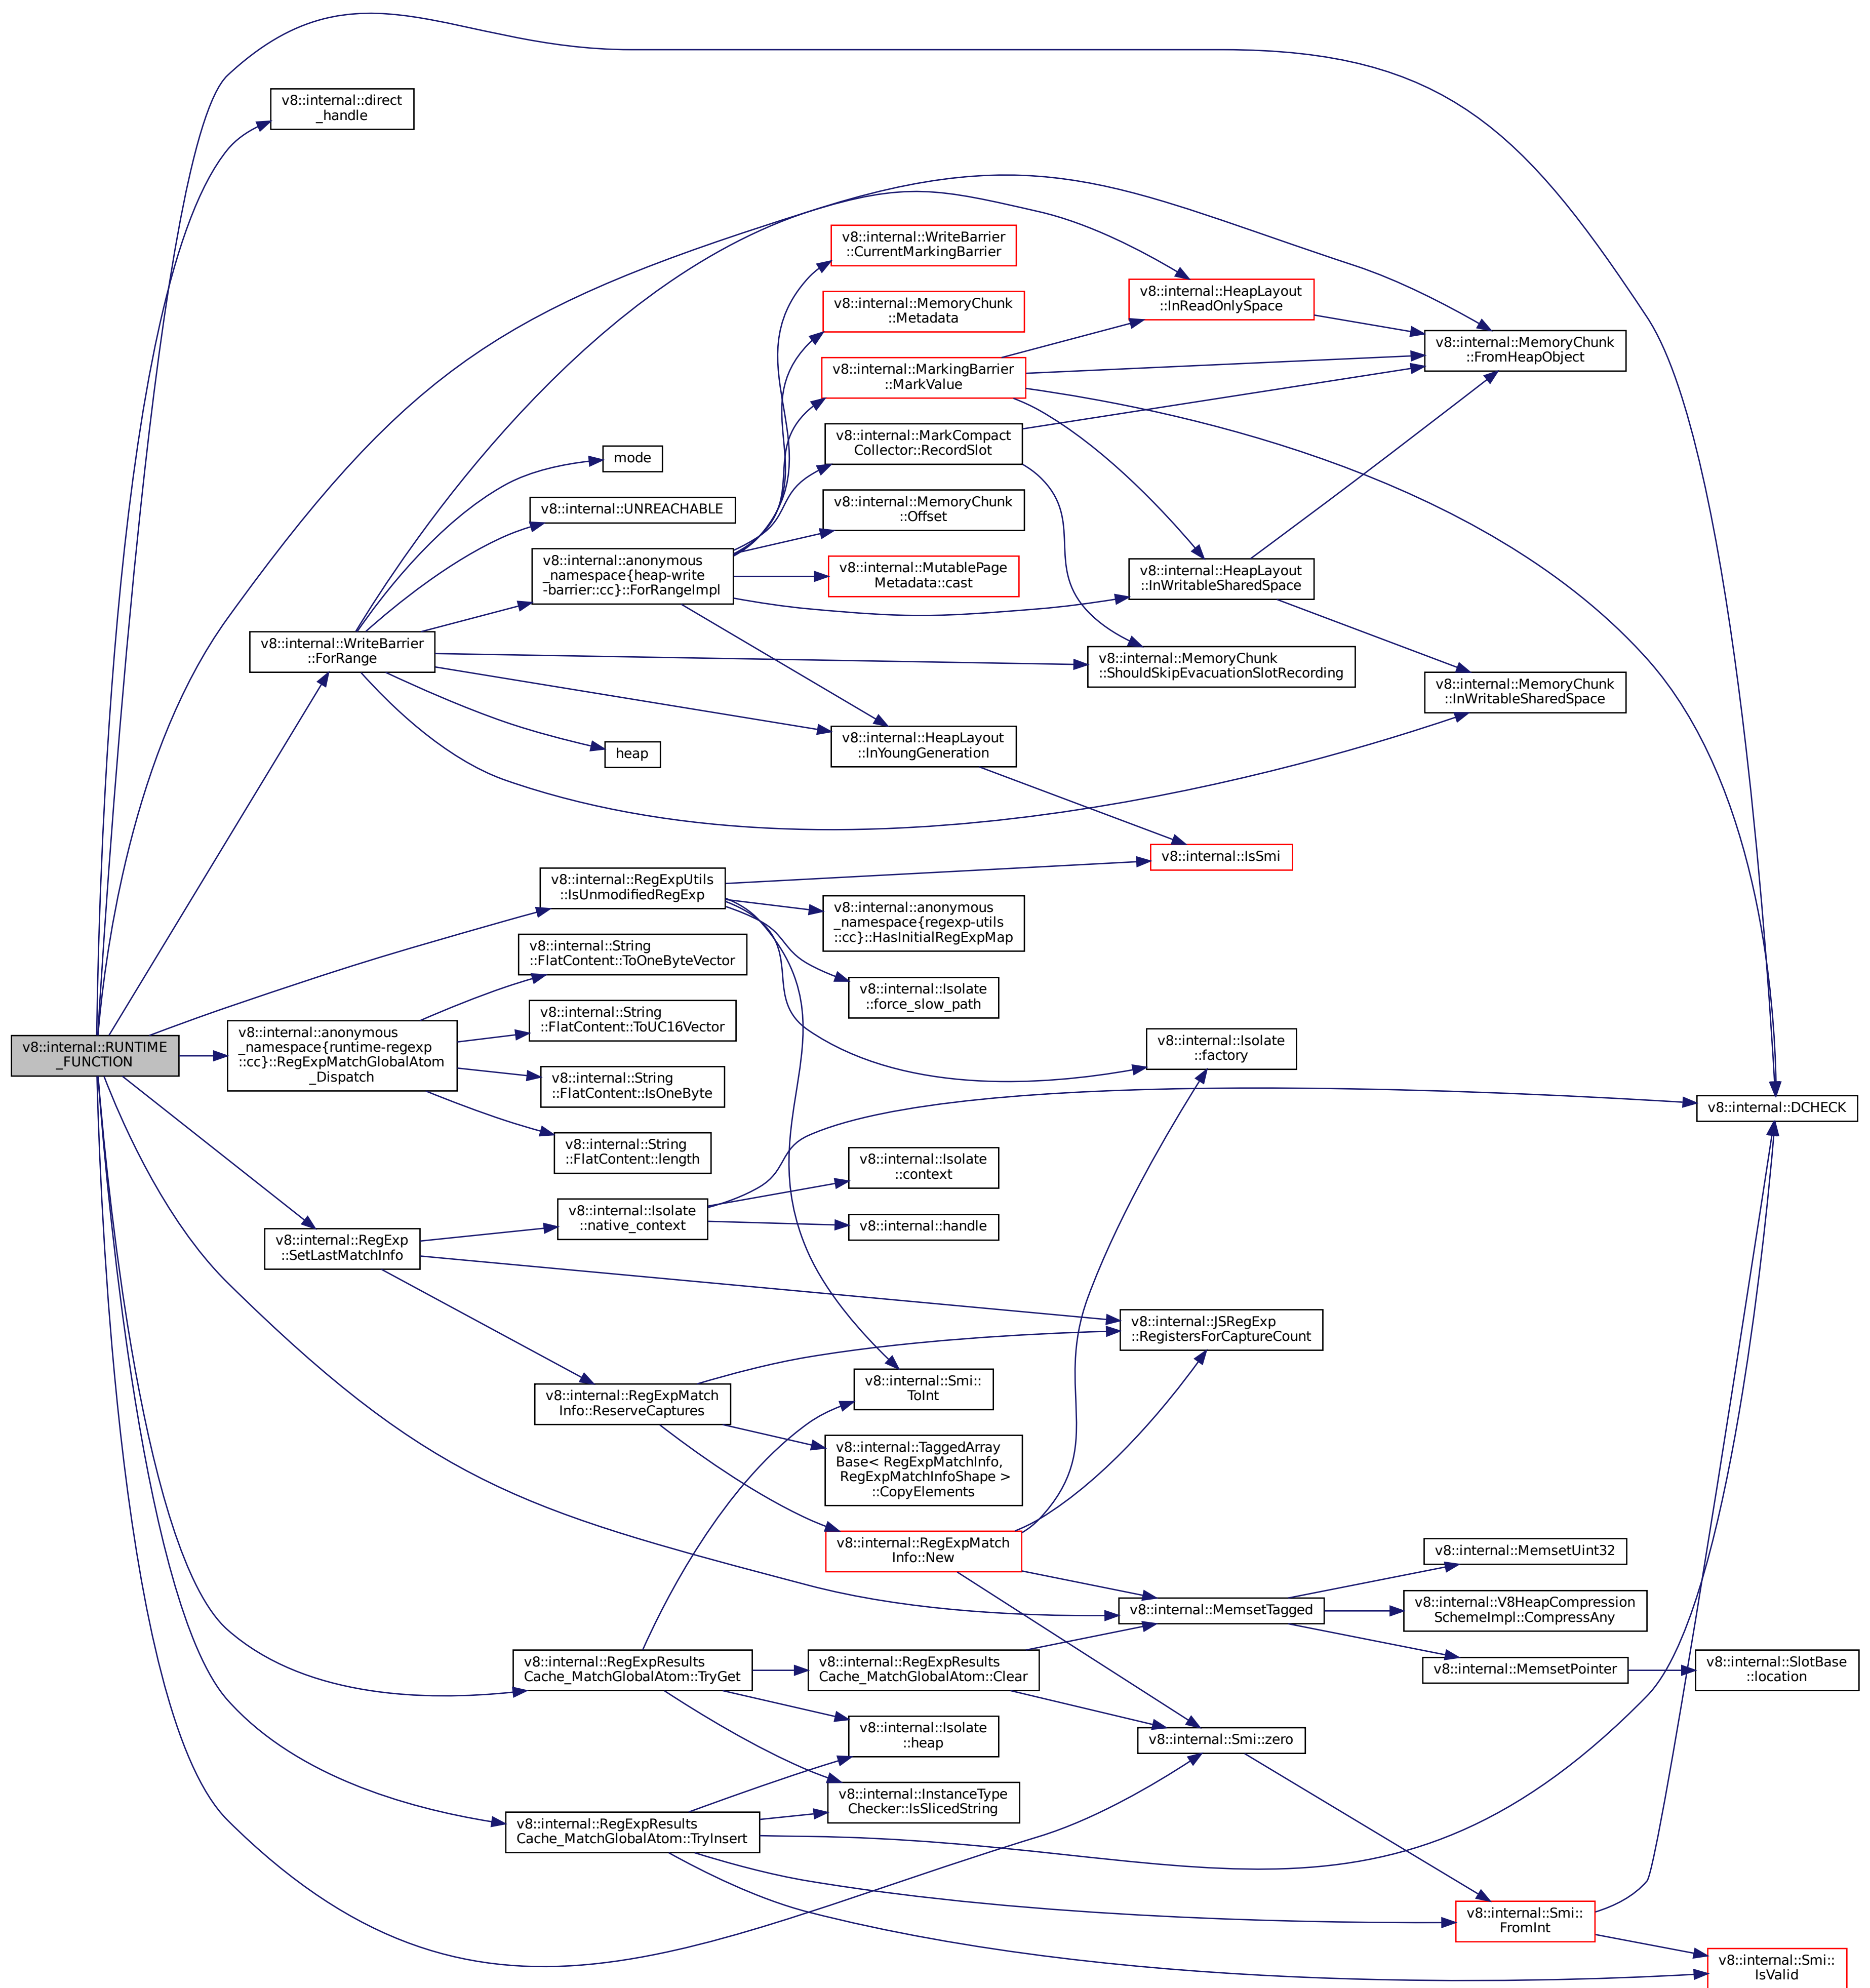 v8::internal::direct
_handle
v8::internal::WriteBarrier
::CurrentMarkingBarrier
v8::internal::HeapLayout
::InReadOnlySpace
v8::internal::MemoryChunk
::Metadata
v8::internal::MemoryChunk
::FromHeapObject
v8::internal::MarkingBarrier
::MarkValue
v8::internal::MarkCompact
Collector::RecordSlot
mode
v8::internal::UNREACHABLE
v8::internal::MemoryChunk
::Offset
v8::internal::anonymous
_namespace{heap-write
-barrier::cc}::ForRangeImpl
v8::internal::MutablePage
Metadata::cast
v8::internal::HeapLayout
::InWritableSharedSpace
v8::internal::WriteBarrier
::ForRange
v8::internal::MemoryChunk
::ShouldSkipEvacuationSlotRecording
v8::internal::MemoryChunk
::InWritableSharedSpace
heap
v8::internal::HeapLayout
::InYoungGeneration
v8::internal::IsSmi
v8::internal::RegExpUtils
::IsUnmodifiedRegExp
v8::internal::anonymous
_namespace{regexp-utils
::cc}::HasInitialRegExpMap
v8::internal::String
::FlatContent::ToOneByteVector
v8::internal::Isolate
::force_slow_path
v8::internal::RUNTIME
_FUNCTION
v8::internal::anonymous
_namespace{runtime-regexp
::cc}::RegExpMatchGlobalAtom
_Dispatch
v8::internal::String
::FlatContent::ToUC16Vector
v8::internal::Isolate
::factory
v8::internal::String
::FlatContent::IsOneByte
v8::internal::DCHECK
v8::internal::String
::FlatContent::length
v8::internal::Isolate
::context
v8::internal::Isolate
::native_context
v8::internal::handle
v8::internal::RegExp
::SetLastMatchInfo
v8::internal::JSRegExp
::RegistersForCaptureCount
v8::internal::Smi::
ToInt
v8::internal::RegExpMatch
Info::ReserveCaptures
v8::internal::TaggedArray
Base< RegExpMatchInfo,
RegExpMatchInfoShape >
::CopyElements
v8::internal::RegExpMatch
Info::New
v8::internal::MemsetUint32
v8::internal::MemsetTagged
v8::internal::V8HeapCompression
SchemeImpl::CompressAny
v8::internal::RegExpResults
Cache_MatchGlobalAtom::TryGet
v8::internal::RegExpResults
Cache_MatchGlobalAtom::Clear
v8::internal::MemsetPointer
v8::internal::SlotBase
::location
v8::internal::Isolate
::heap
v8::internal::Smi::zero
v8::internal::InstanceType
Checker::IsSlicedString
v8::internal::RegExpResults
Cache_MatchGlobalAtom::TryInsert
v8::internal::Smi::
FromInt
v8::internal::Smi::
IsValid